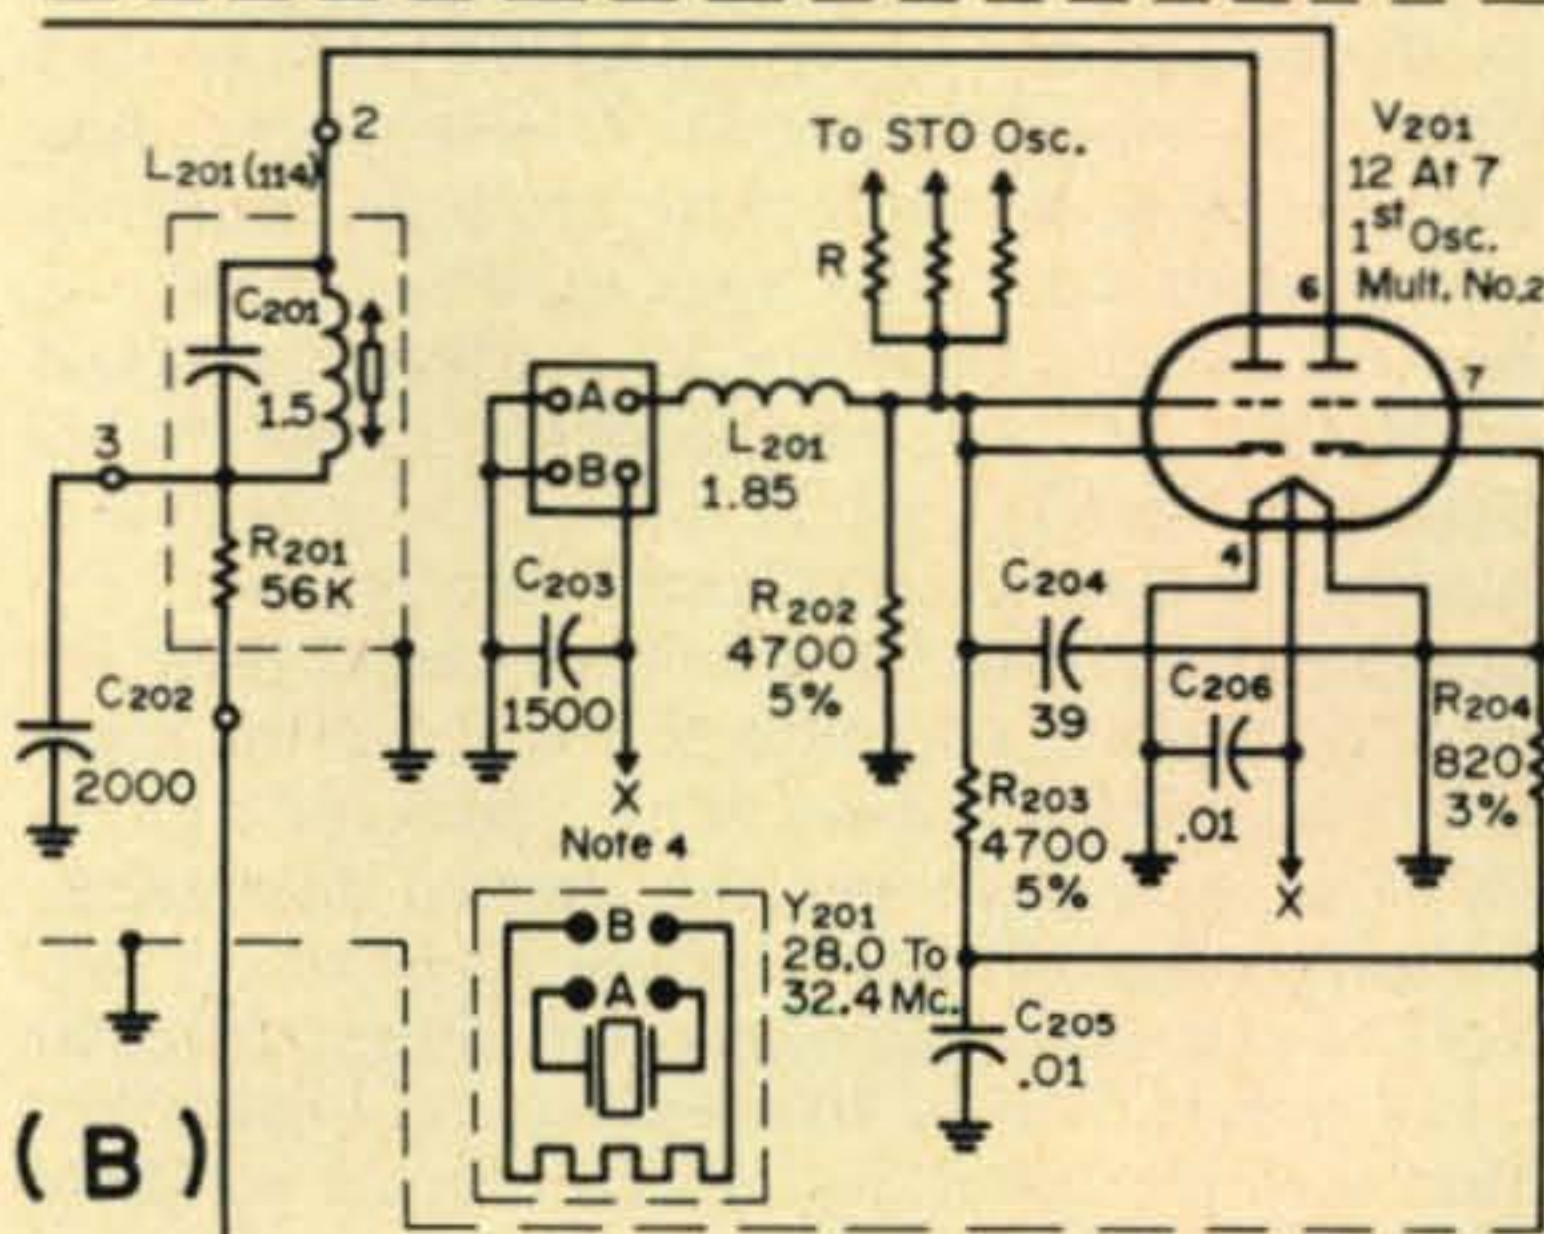 2
L201 (114)
C201
1.5
3
R201
56K
C202
2000
To STO Osc.
R
V201
12 At 7
1st Osc.
Mult. No.2
6
7
4
A
B
L201
1.85
C203
1500
X
Note 4
R202
4700
5%
C204
39
C206
.01
X
R203
4700
5%
R204
820
3%
C205
.01
B
A
Y201
28.0 To
32.4 Mc.
(B)